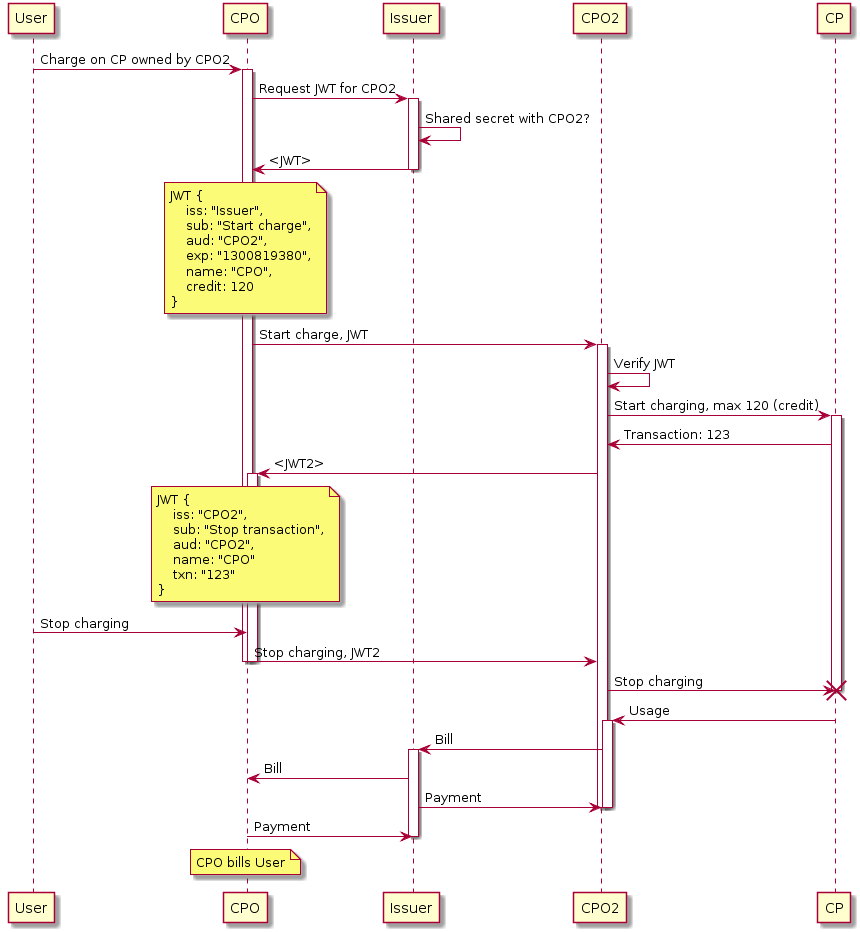 User CPO Issuer CPO2 CP
Charge on CP owned by CPO2
Request JWT for CPO2
Shared secret with CPO2?
<JWT>
JWT {
iss: "Issuer",
sub: "Start charge",
aud: "CPO2",
exp: "1300819380",
name: "CPO",
credit: 120
}
Start charge, JWT
Verify JWT
Start charging, max 120 (credit)
Transaction: 123
<JWT2>
JWT {
iss: "CPO2",
sub: "Stop transaction",
aud: "CPO2",
name: "CPO"
txn: "123"
}
Stop charging
Stop charging, JWT2
Stop charging
Usage
Bill
Bill
Payment
Payment
CPO bills User
User CPO Issuer CPO2 CP